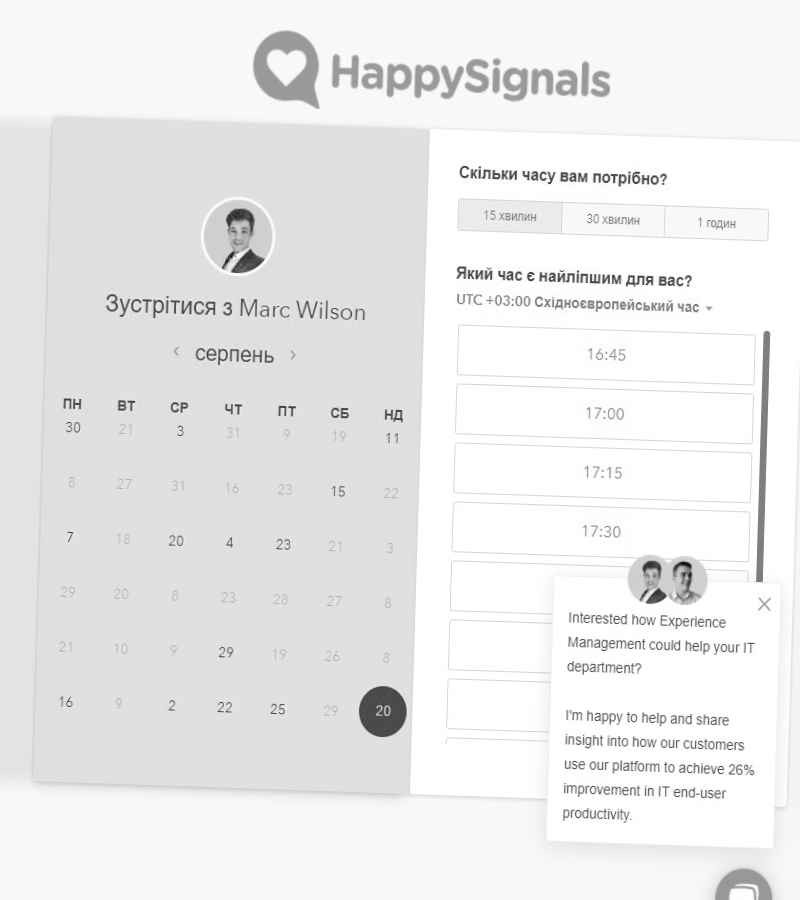 HappySignals
Зустрітися з Marc Wilson
серпень
ПН ВТ СР ЧТ ПТ СБ НД
30 21 3 31 9 19 11
8 27 31 16 23 15 22
7 18 20 4 23 21 3
29 20 8 23 28 27 8
21 10 9 29 19 26 8
16 9 2 22 25 29 20
Скільки часу вам потрібно?
15 хвилин 30 хвилин 1 годин
Який час є найліпшим для вас?
UTC +03:00 Східноєвропейський час
16:45
17:00
17:15
17:30
Interested how Experience
Management could help your IT
department?
I'm happy to help and share
insight into how our customers
use our platform to achieve 26%
improvement in IT end-user
productivity.